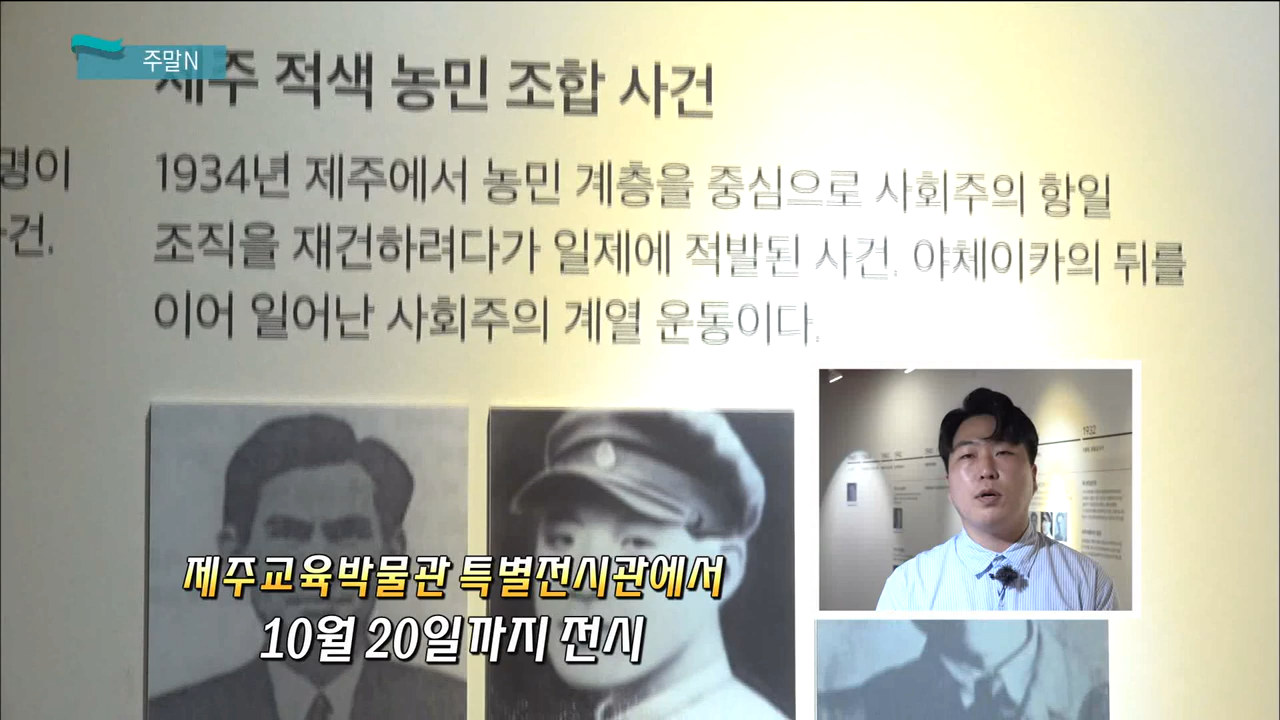 주말N
제주 적색 농민 조합 사건
명이
1934년 제주에서 농민 계층을 중심으로 사회주의 항일
건.
조직을 재건하려다가 일제에 적발된 사건. 야체이카의 뒤를
이어 일어난 사회주의 계열 운동이다.
1932
제주교육박물관 특별전시관에서
10월 20일까지 전시